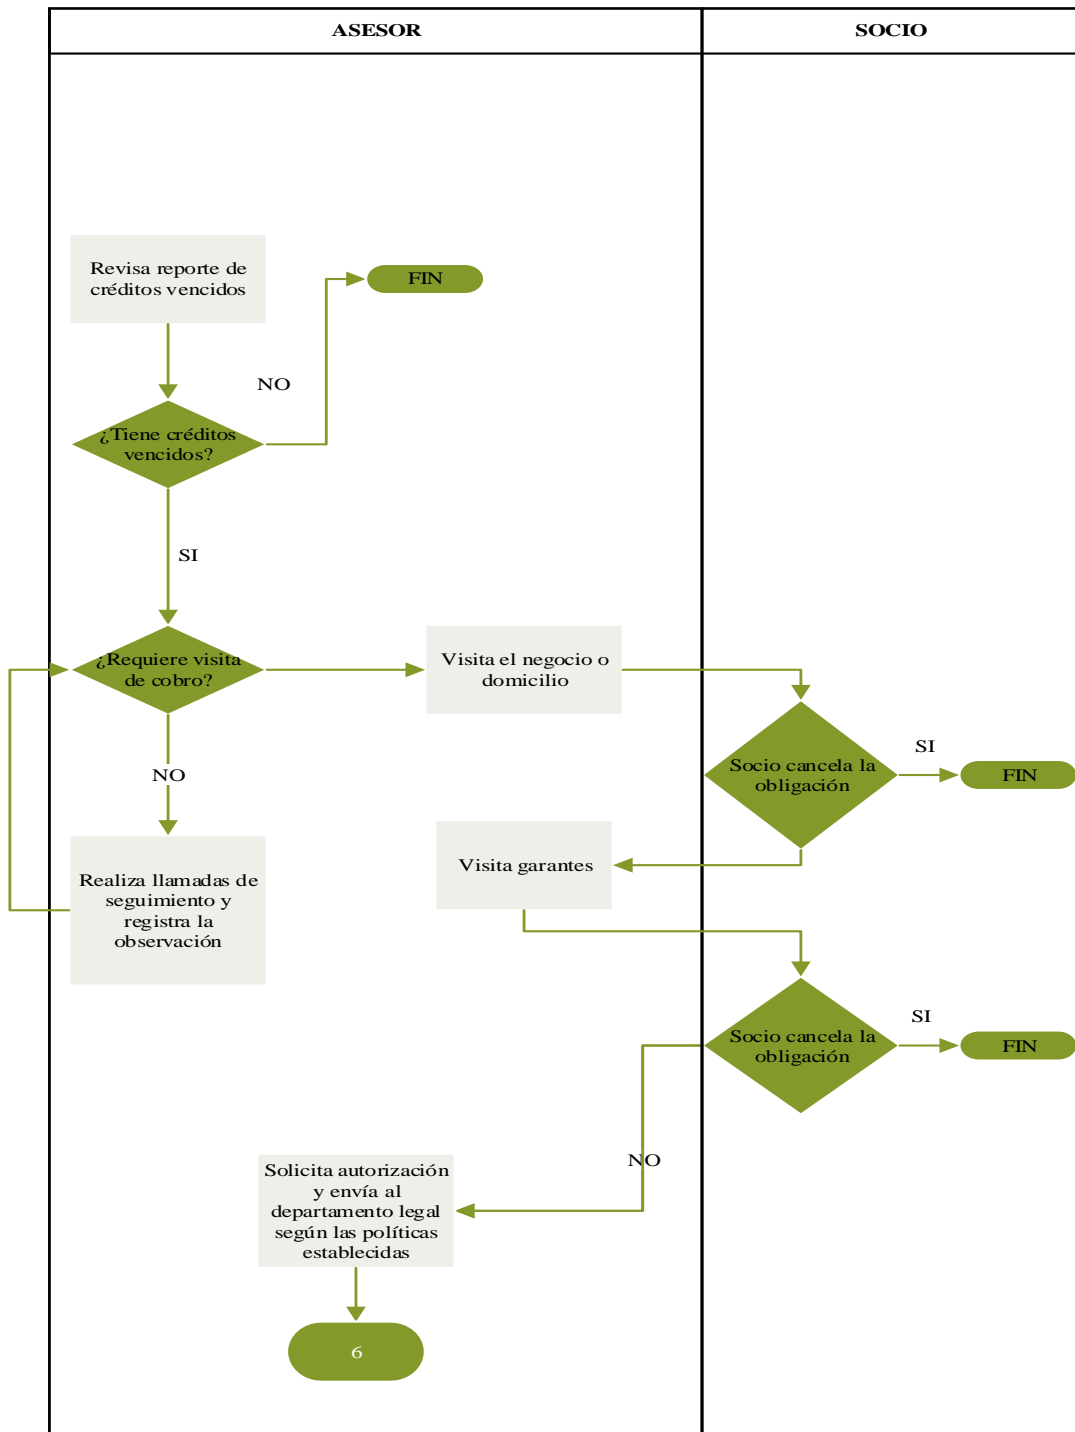 ASESOR
SOCIO
Revisa reporte de
créditos vencidos
FIN
NO
¿Tiene créditos
vencidos?
SI
¿Requiere visita
de cobro?
Visita el negocio o
domicilio
Socio cancela la
obligación
SI
FIN
NO
Visita garantes
Realiza llamadas de
seguimiento y
registra la
observación
Socio cancela la
obligación
SI
FIN
NO
Solicita autorización
y envía al
departamento legal
según las políticas
establecidas
6